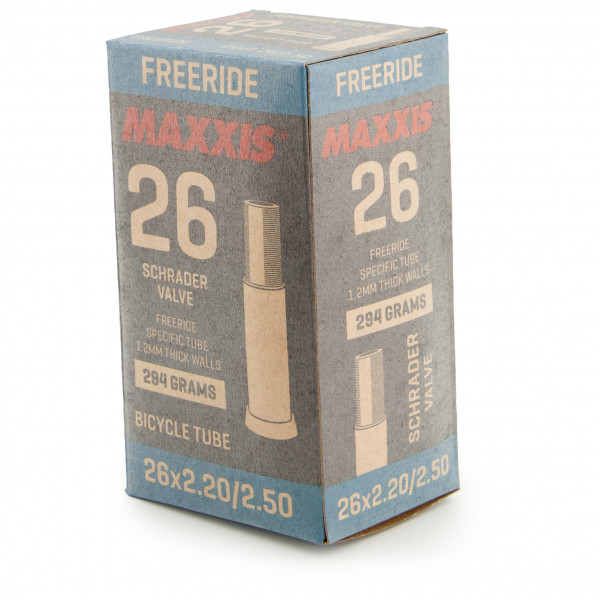 FREERIDE
MAXXIS
26
SCHRADER
VALVE
FREERIDE
SPECIFIC TUBE
1.2MM THICK WALLS
294 GRAMS
BICYCLE TUBE
26x2.20/2.50
FREERIDE
MAXXIS
26
FREERIDE
SPECIFIC TUBE
1.2MM THICK WALLS
294 GRAMS
SCHRADER
VALVE
26x2.20/2.50